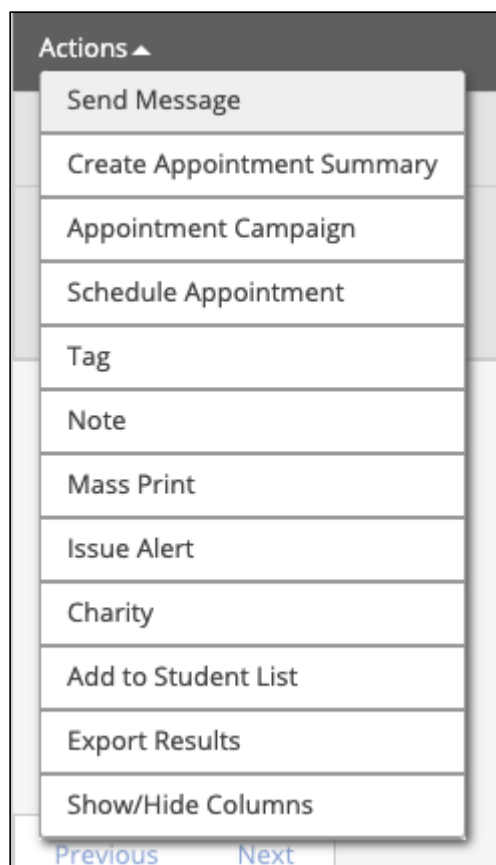 Actions
Send Message
Create Appointment Summary
Appointment Campaign
Schedule Appointment
Tag
Note
Mass Print
Issue Alert
Charity
Add to Student List
Export Results
Show/Hide Columns
Previous Next